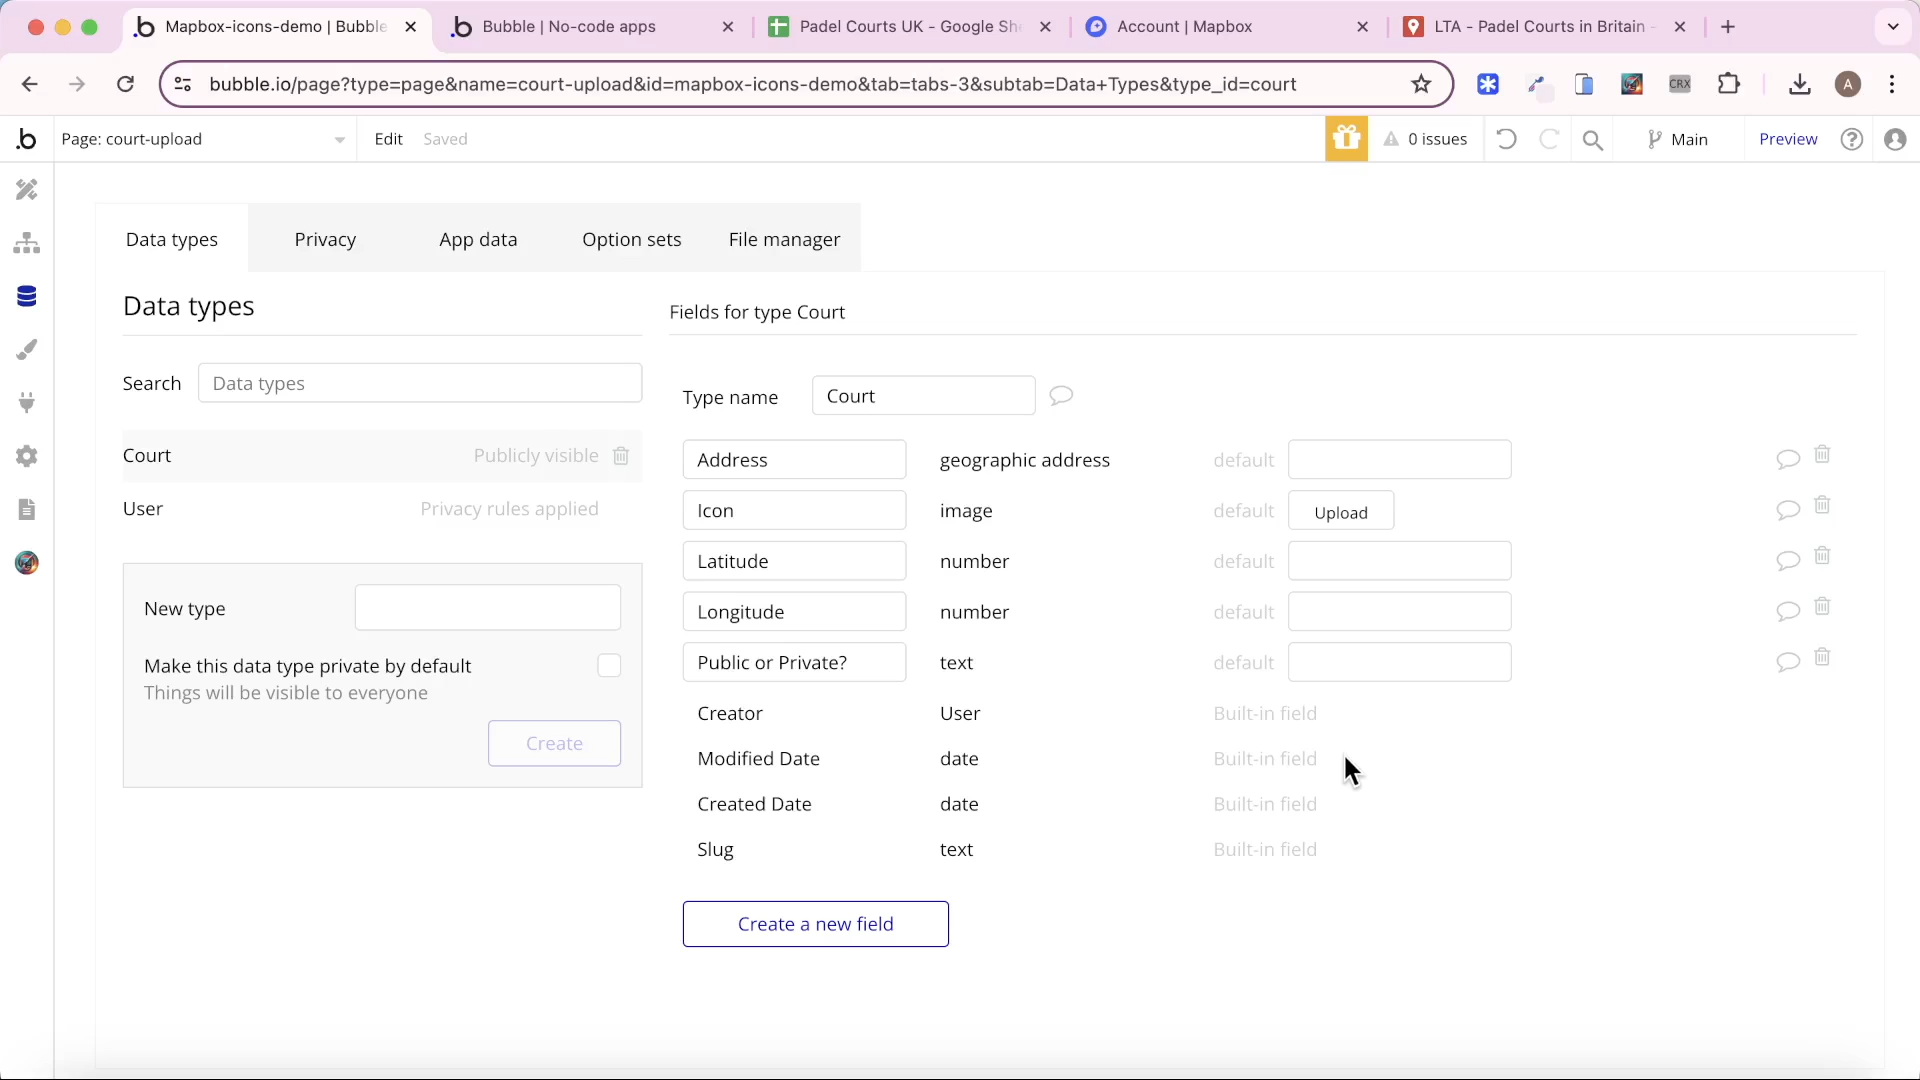 Mapbox-icons-demo | Bubble
Bubble | No-code apps
Padel Courts UK - Google She
Account | Mapbox
LTA - Padel Courts in Britain -
bubble.io/page?type=page&name=court-upload&id=mapbox-icons-demo&tab=tabs-3&subtab=Data+Types&type_id=court
CRX
A
b Page: court-upload
Edit
Saved
0 issues
Main
Preview
Data types
Privacy
App data
Option sets
File manager
Data types
Search
Data types
Court
Publicly visible
User
Privacy rules applied
New type
Make this data type private by default
Things will be visible to everyone
Create
Fields for type Court
Type name
Court
Address geographic address default
Icon image default Upload
Latitude number default
Longitude number default
Public or Private? text default
Creator User Built-in field
Modified Date date Built-in field
Created Date date Built-in field
Slug text Built-in field
Create a new field